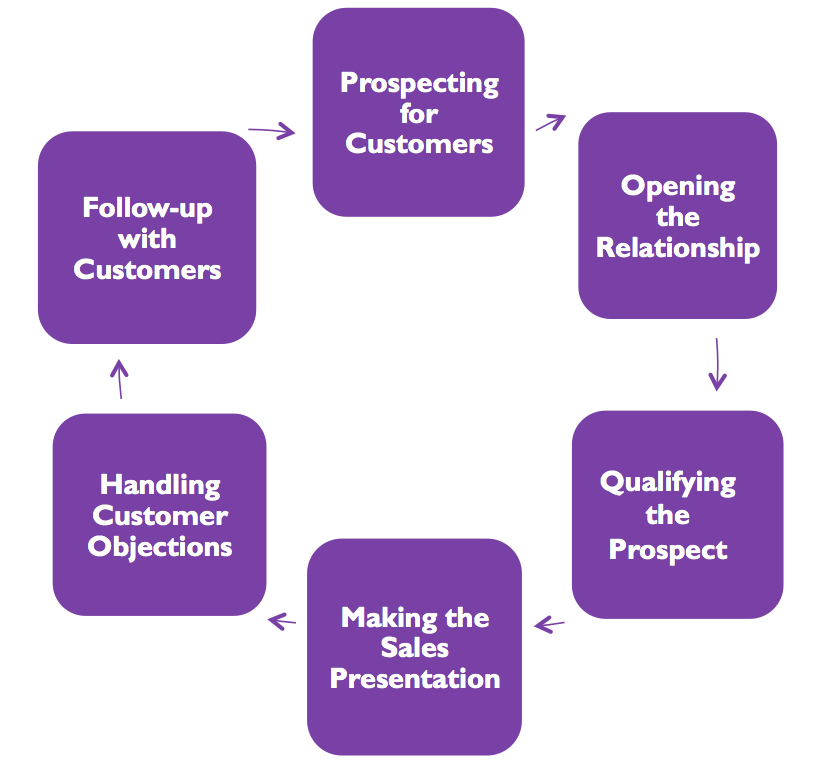 Prospecting
for
Customers
Opening
the
Relationship
Qualifying
the
Prospect
Making the
Sales
Presentation
Handling
Customer
Objections
Follow-up
with
Customers